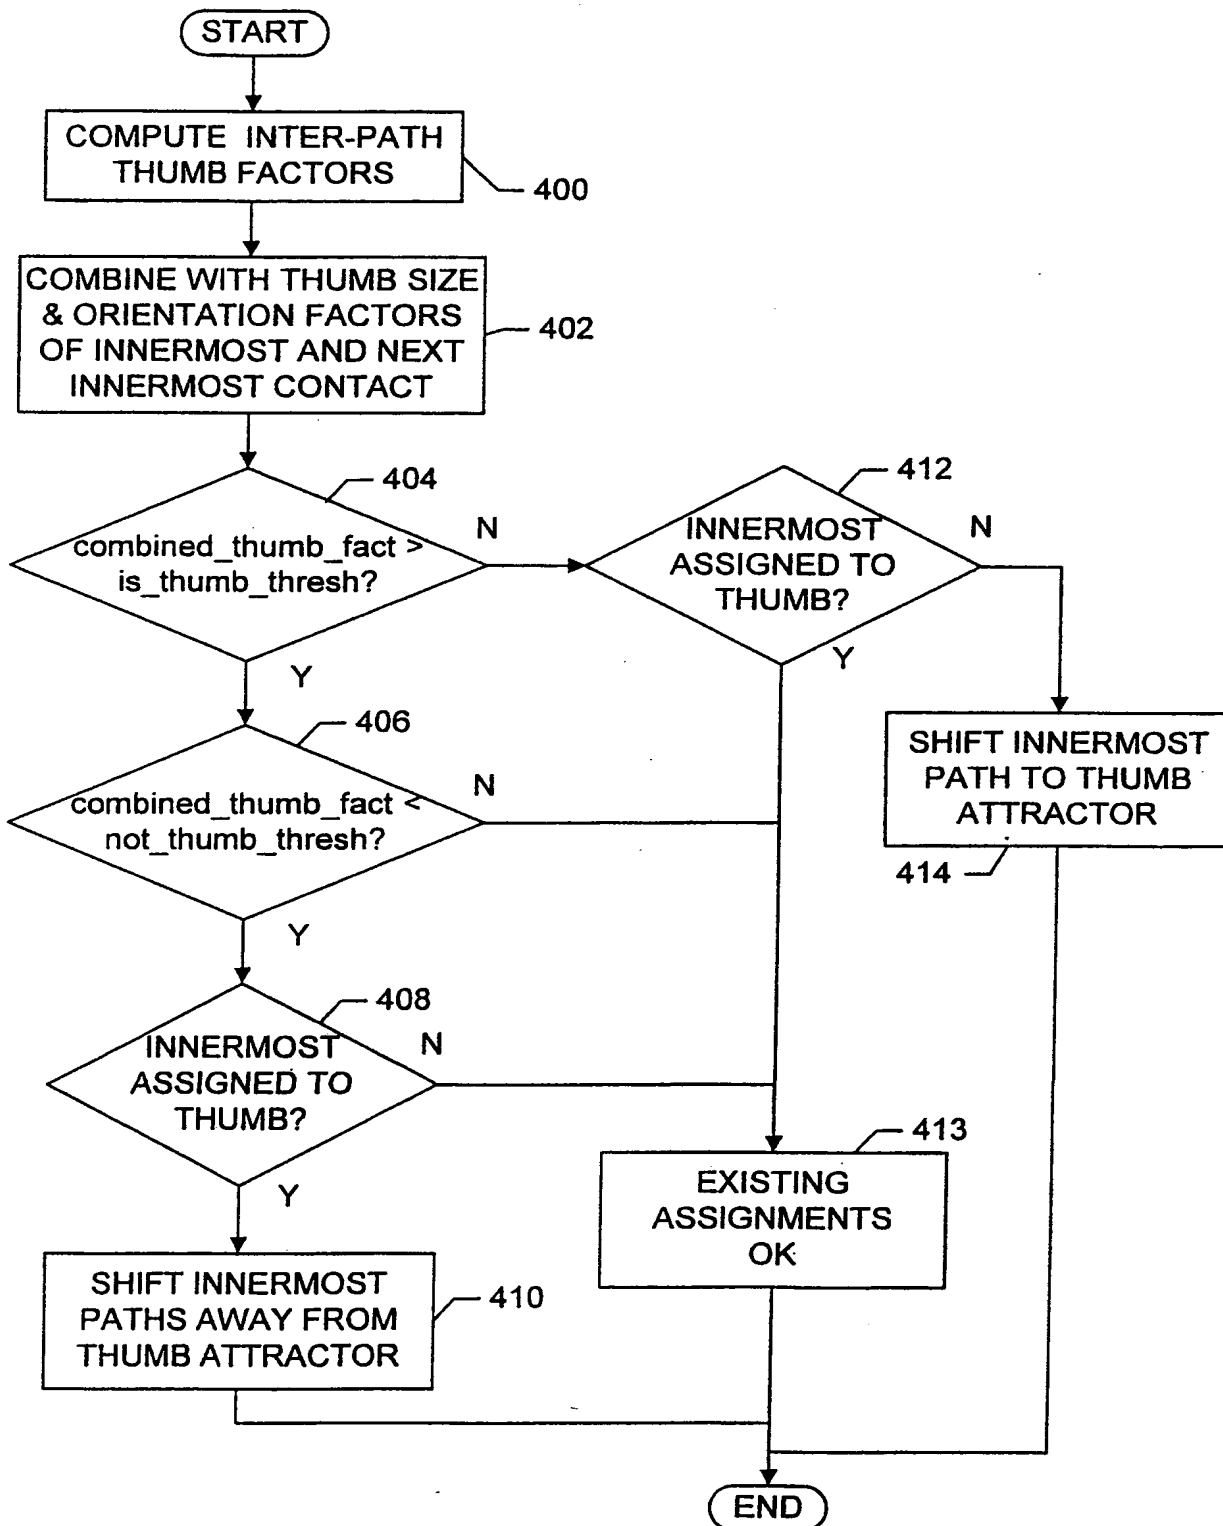 START
COMPUTE INTER-PATH
THUMB FACTORS
400
COMBINE WITH THUMB SIZE
& ORIENTATION FACTORS
OF INNERMOST AND NEXT
INNERMOST CONTACT
402
404
combined_thumb_fact >
is_thumb_thresh?
N
Y
412
INNERMOST
ASSIGNED TO
THUMB?
N
Y
406
combined_thumb_fact <
not_thumb_thresh?
N
Y
SHIFT INNERMOST
PATH TO THUMB
ATTRACTOR
414
408
INNERMOST
ASSIGNED TO
THUMB?
N
Y
413
EXISTING
ASSIGNMENTS
OK
SHIFT INNERMOST
PATHS AWAY FROM
THUMB ATTRACTOR
410
END